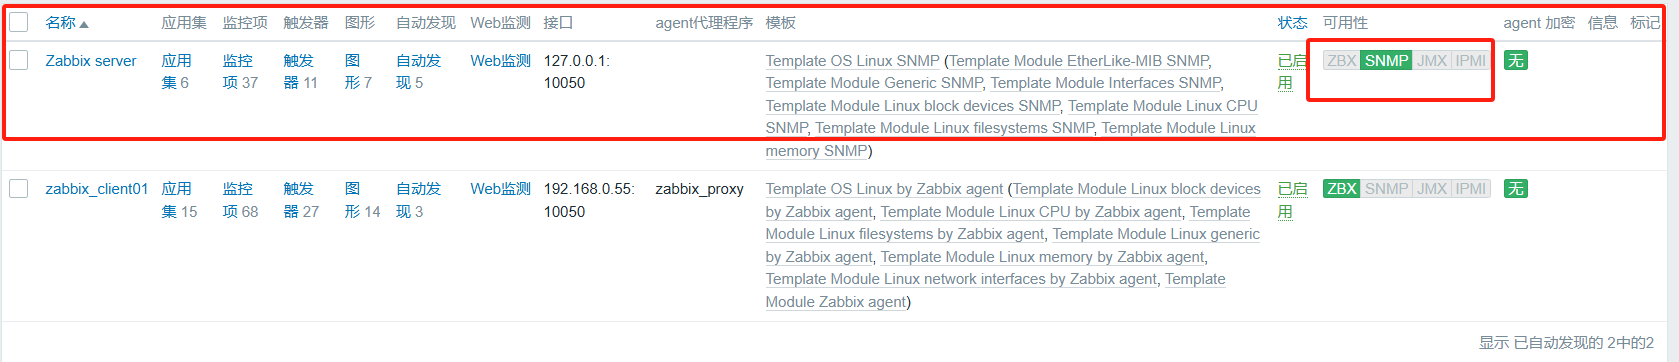 名称 应用集 监控项 触发器 图形 自动发现 Web监测 接口 agent代理程序 模板 状态 可用性 agent 加密 信息 标记
Zabbix server 应用 监控 触发 图 自动发 Web监测 127.0.0.1: Template OS Linux SNMP (Template Module EtherLike-MIB SNMP, 已启 ZBX SNMP JMX IPMI 无
集 6 项 37 器 11 形 7 现 5 10050 Template Module Generic SNMP, Template Module Interfaces SNMP, 用
Template Module Linux block devices SNMP, Template Module Linux CPU
SNMP, Template Module Linux filesystems SNMP, Template Module Linux
memory SNMP)
zabbix_client01 应用 监控 触发 图 自动发 Web监测 192.168.0.55: zabbix_proxy Template OS Linux by Zabbix agent (Template Module Linux block devices 已启 ZBX SNMP JMX IPMI 无
集 15 项 68 器 27 形 14 现 3 10050 by Zabbix agent, Template Module Linux CPU by Zabbix agent, Template 用
Module Linux filesystems by Zabbix agent, Template Module Linux generic
by Zabbix agent, Template Module Linux memory by Zabbix agent,
Template Module Linux network interfaces by Zabbix agent, Template
Module Zabbix agent)
显示 已自动发现的 2中的2